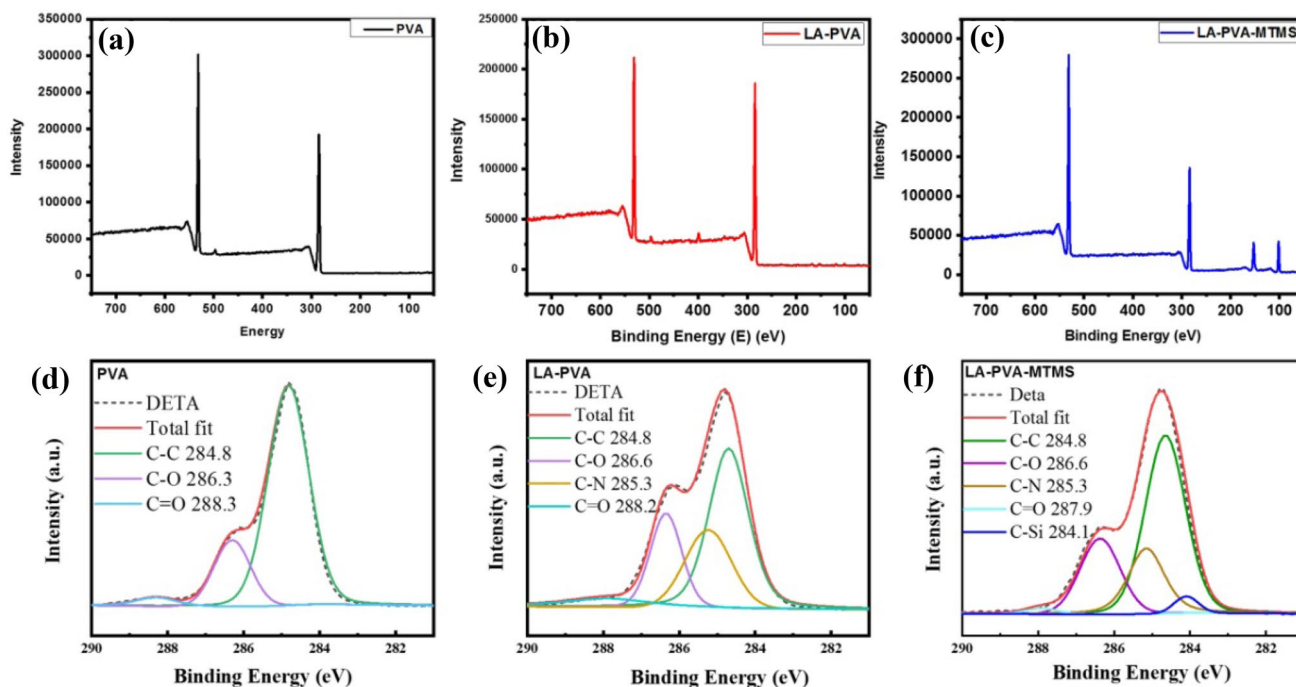 (a)
PVA
350000
300000
250000
200000
150000
100000
50000
0
Intensity
700 600 500 400 300 200 100
Energy
(b)
LA-PVA
250000
200000
150000
100000
50000
0
Intensity
700 600 500 400 300 200 100
Binding Energy (E) (eV)
(c)
LA-PVA-MTMS
300000
250000
200000
150000
100000
50000
0
Intensity
700 600 500 400 300 200 100
Binding Energy (eV)
(d)
PVA
DETA
Total fit
C-C 284.8
C-O 286.3
C=O 288.3
Intensity (a.u.)
290 288 286 284 282
Binding Energy (eV)
(e)
LA-PVA
DETA
Total fit
C-C 284.8
C-O 286.6
C-N 285.3
C=O 288.2
Intensity (a.u.)
290 288 286 284 282
Binding Energy (eV)
(f)
LA-PVA-MTMS
Deta
Total fit
C-C 284.8
C-O 286.6
C-N 285.3
C=O 287.9
C-Si 284.1
Intensity (a.u.)
290 288 286 284 282
Binding Energy (eV)